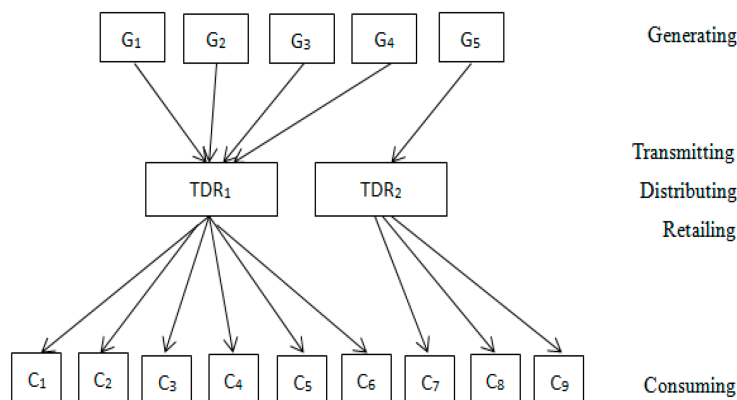 G1 G2 G3 G4 G5 Generating
Transmitting
TDR1 TDR2 Distributing
Retailing
C1 C2 C3 C4 C5 C6 C7 C8 C9 Consuming